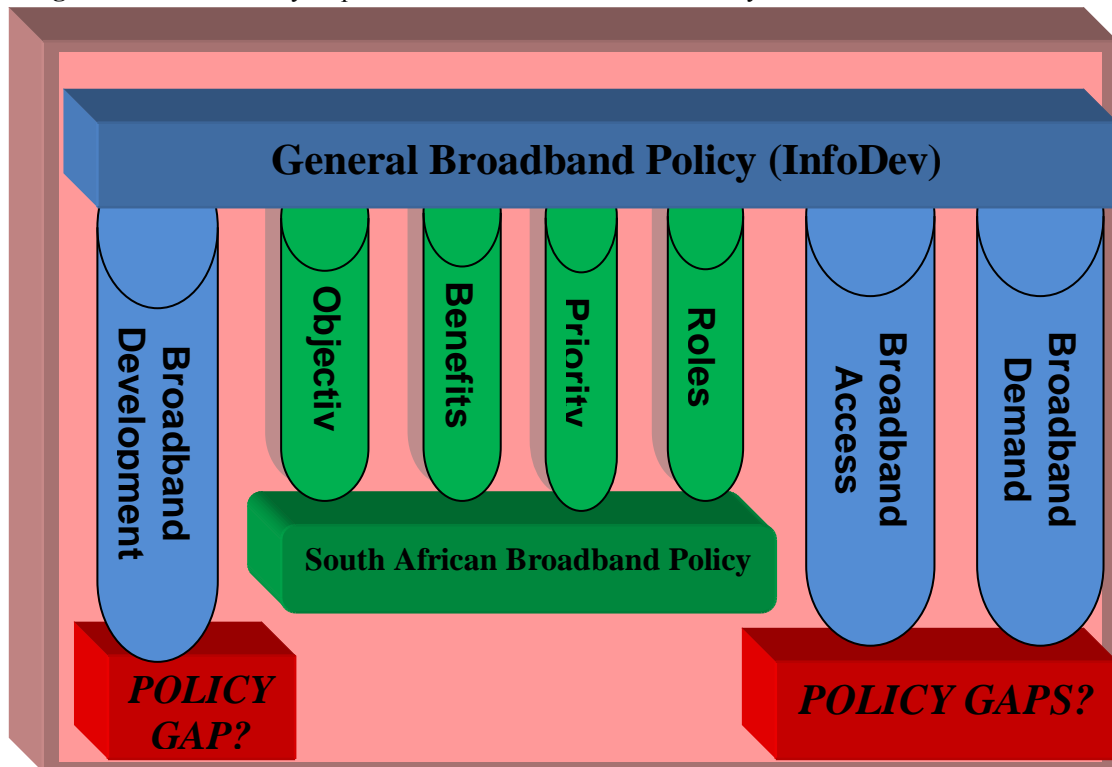 General Broadband Policy (InfoDev)
Broadband
Development
Objectiv
Benefits
Priority
Roles
Broadband
Access
Broadband
Demand
South African Broadband Policy
POLICY
GAP?
POLICY GAPS?